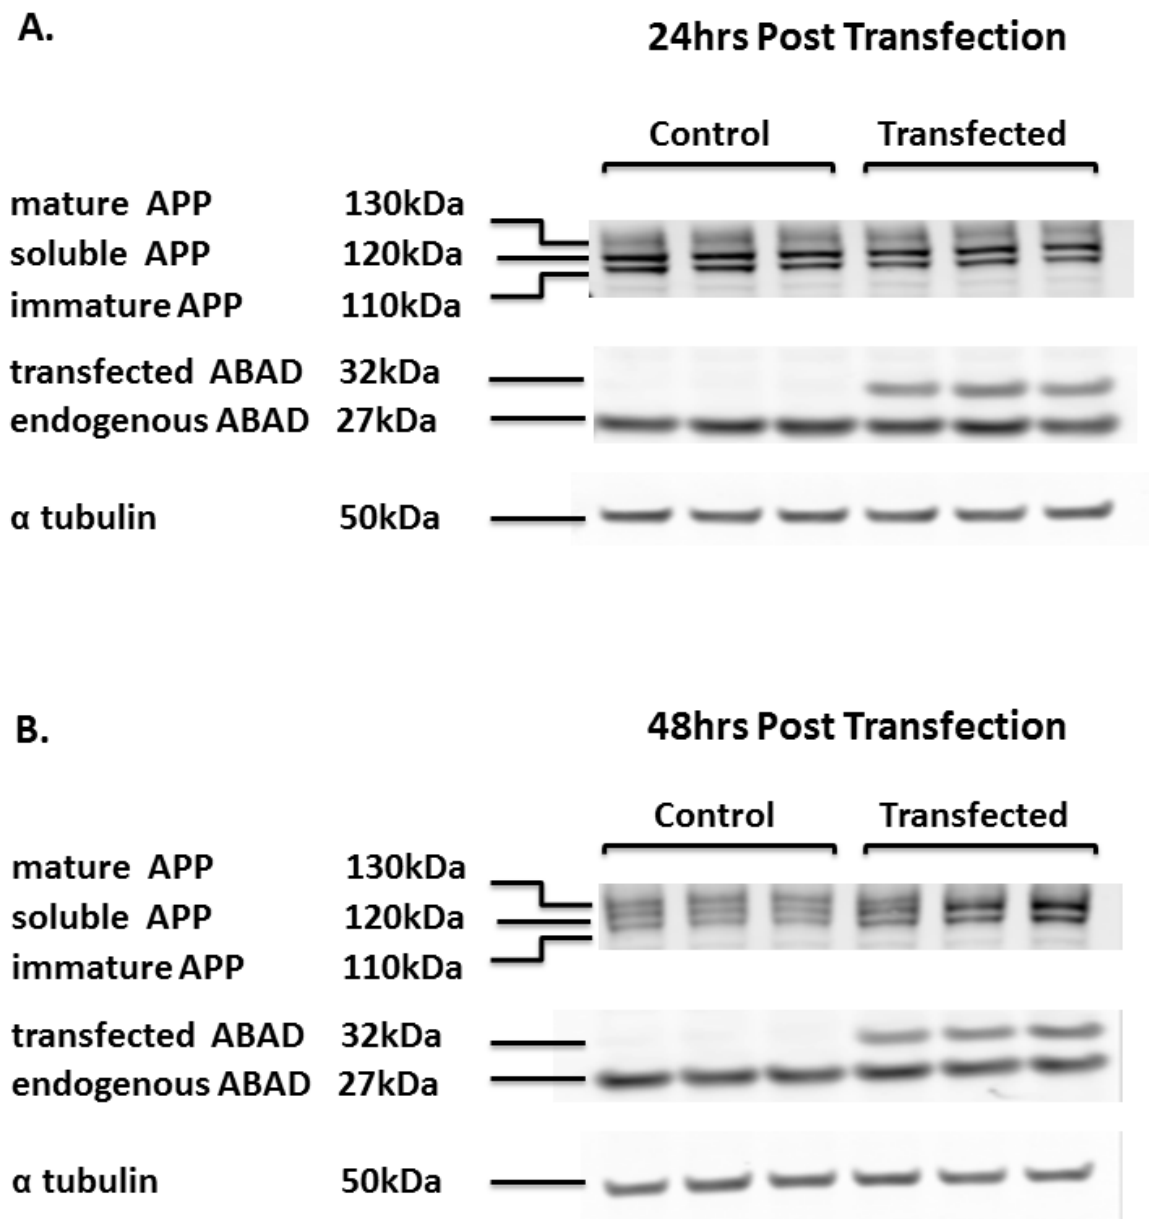 A.
24hrs Post Transfection
Control Transfected
mature APP 130kDa
soluble APP 120kDa
immature APP 110kDa
transfected ABAD 32kDa
endogenous ABAD 27kDa
α tubulin 50kDa
B.
48hrs Post Transfection
Control Transfected
mature APP 130kDa
soluble APP 120kDa
immature APP 110kDa
transfected ABAD 32kDa
endogenous ABAD 27kDa
α tubulin 50kDa